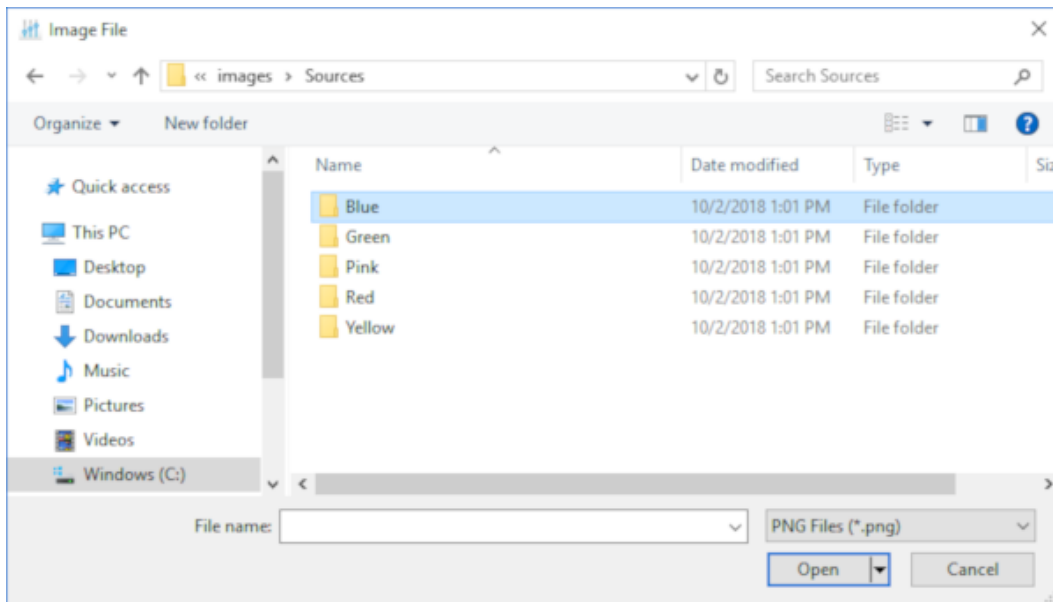 Image File
« images › Sources
Search Sources
Organize
New folder
?
Name
Date modified
Type
Siz
Quick access
This PC
Desktop
Documents
Downloads
Music
Pictures
Videos
Windows (C:)
Blue 10/2/2018 1:01 PM File folder
Green 10/2/2018 1:01 PM File folder
Pink 10/2/2018 1:01 PM File folder
Red 10/2/2018 1:01 PM File folder
Yellow 10/2/2018 1:01 PM File folder
File name:
PNG Files (*.png)
Open
Cancel